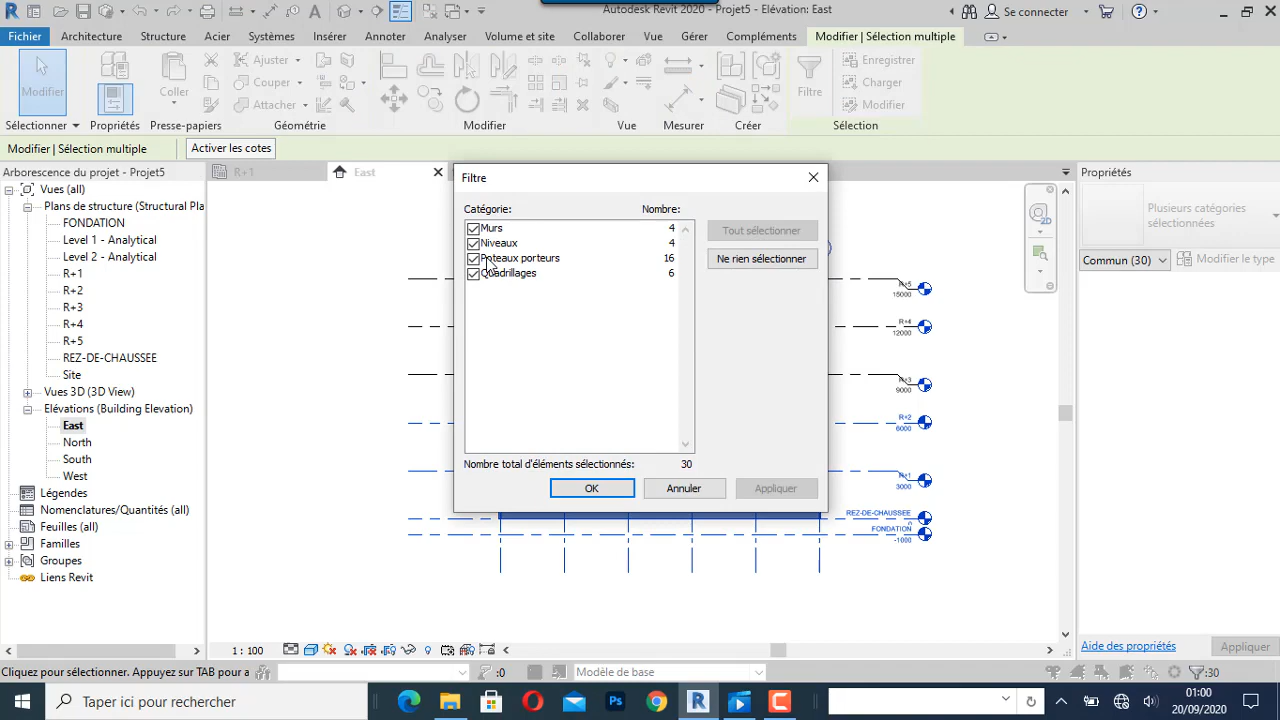 Autodesk Revit 2020 - Projet5 - Elévation: East
Se connecter
Fichier Architecture Structure Acier Systèmes Insérer Annoter Analyser Volume et site Collaborer Vue Gérer Compléments Modifier | Sélection multiple
Modifier
Collet
Ajuster
Couper
Attacher
Filtre
Enregistrer
Charger
Modifier
Sélectionner Propriétés Presse-papiers Géométrie Modifier Vue Mesurer Créer Sélection
Modifier | Sélection multiple Activer les cotes
Arborescence du projet - Projet5
R+1
East
Propriétés
Vues (all)
Plans de structure (Structural Pla
FONDATION
Level 1 - Analytical
Level 2 - Analytical
R+1
R+2
R+3
R+4
R+5
REZ-DE-CHAUSSEE
Site
Vues 3D (3D View)
Elévations (Building Elevation)
East
North
South
West
Légendes
Nomenclatures/Quantités (all)
Feuilles (all)
Familles
Groupes
Liens Revit
Filtre
Catégorie: Nombre:
Murs 4
Niveaux 4
Poteaux porteurs 16
Quadrillages 6
Tout sélectionner
Ne rien sélectionner
Nombre total d'éléments sélectionnés: 30
OK Annuler Appliquer
R+5
15000
R+4
12000
R+3
9000
R+2
6000
R+1
3000
REZ-DE-CHAUSSEE
0
FONDATION
-1000
2D
Plusieurs catégories
sélectionnées
Commun (30) Modifier le type
Aide des propriétés Appliquer
1 : 100
Cliquez pour sélectionner. Appuyez sur TAB pour a
:0
Modèle de base
:30
Taper ici pour rechercher
01:00
20/09/2020